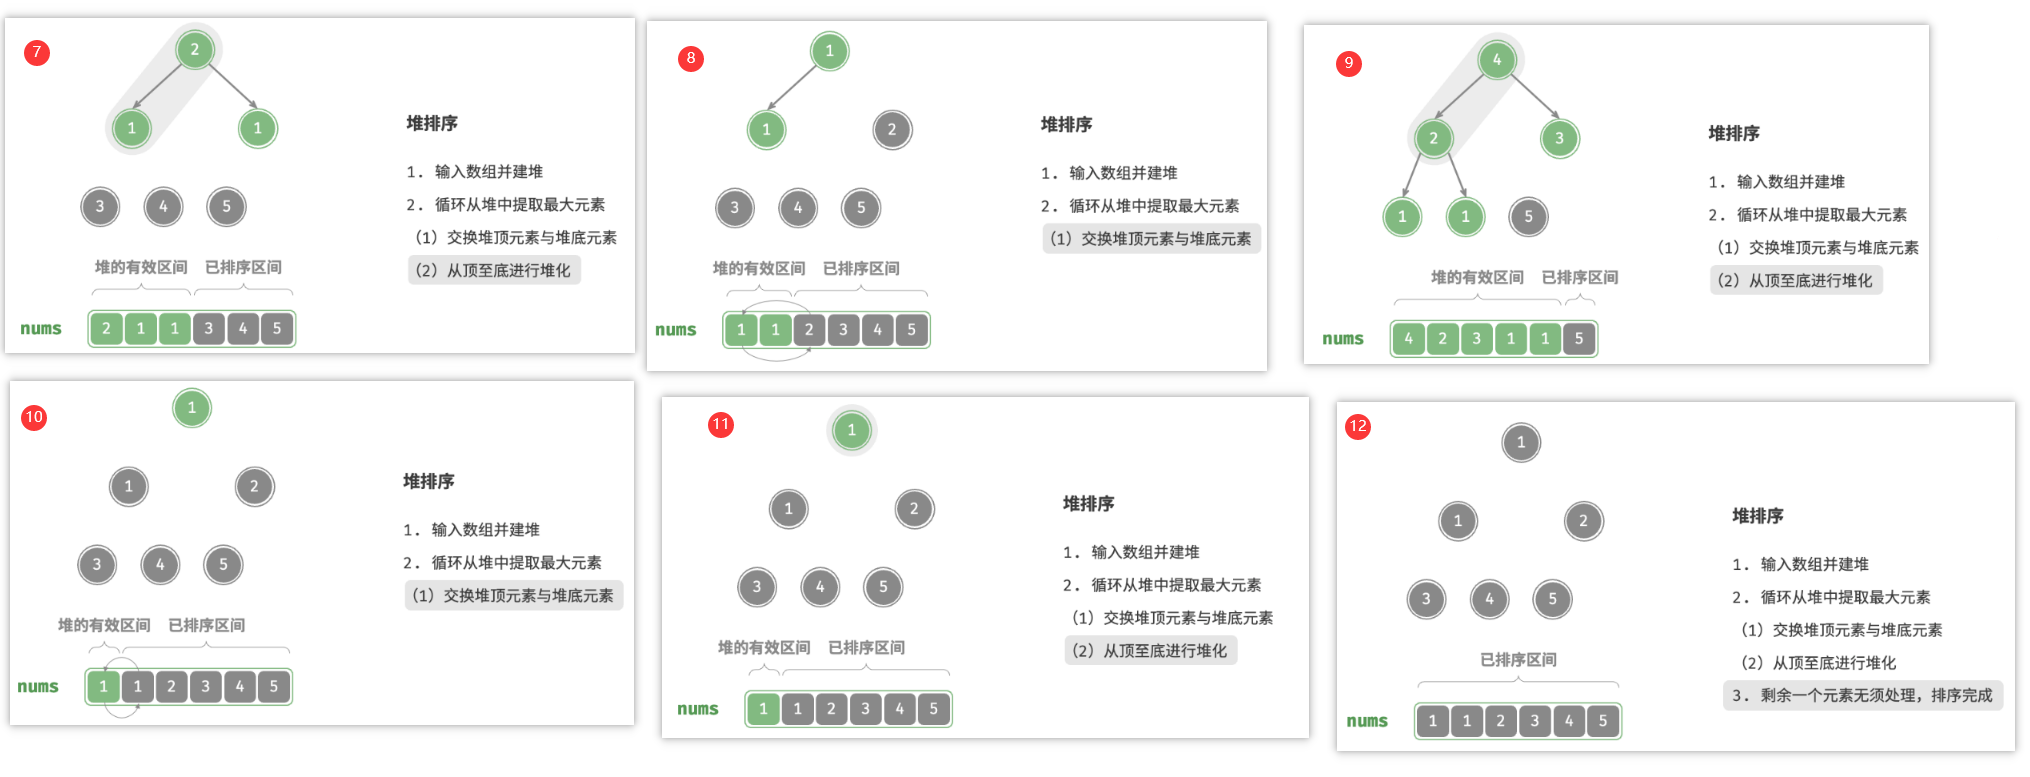 7
2
1 1
堆排序
1. 输入数组并建堆
2. 循环从堆中提取最大元素
3 4 5
(1) 交换堆顶元素与堆底元素
(2) 从顶至底进行堆化
堆的有效区间 已排序区间
nums 2 1 1 3 4 5
8
1
1 2
堆排序
1. 输入数组并建堆
2. 循环从堆中提取最大元素
3 4 5
(1) 交换堆顶元素与堆底元素
堆的有效区间 已排序区间
nums 1 1 2 3 4 5
9
4
2 3
堆排序
1. 输入数组并建堆
2. 循环从堆中提取最大元素
1 1 5
(1) 交换堆顶元素与堆底元素
(2) 从顶至底进行堆化
堆的有效区间 已排序区间
nums 4 2 3 1 1 5
10
1
1 2
堆排序
1. 输入数组并建堆
2. 循环从堆中提取最大元素
3 4 5
(1) 交换堆顶元素与堆底元素
堆的有效区间 已排序区间
nums 1 1 2 3 4 5
11
1
1 2
堆排序
1. 输入数组并建堆
2. 循环从堆中提取最大元素
3 4 5
(1) 交换堆顶元素与堆底元素
(2) 从顶至底进行堆化
堆的有效区间 已排序区间
nums 1 1 2 3 4 5
12
1
1 2
堆排序
1. 输入数组并建堆
2. 循环从堆中提取最大元素
3 4 5
(1) 交换堆顶元素与堆底元素
(2) 从顶至底进行堆化
已排序区间
3. 剩余一个元素无须处理，排序完成
nums 1 1 2 3 4 5